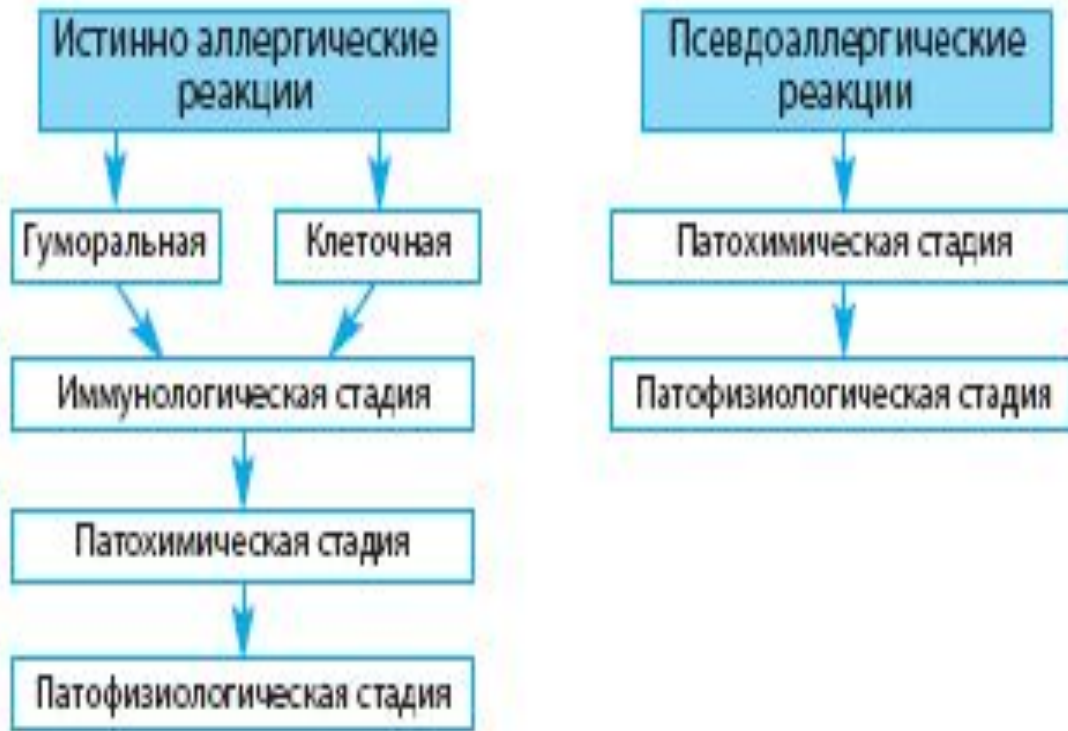 Истинно аллергические
реакции
Гуморальная
Клеточная
Иммунологическая стадия
Патохимическая стадия
Патофизиологическая стадия
Псевдоаллергические
реакции
Патохимическая стадия
Патофизиологическая стадия